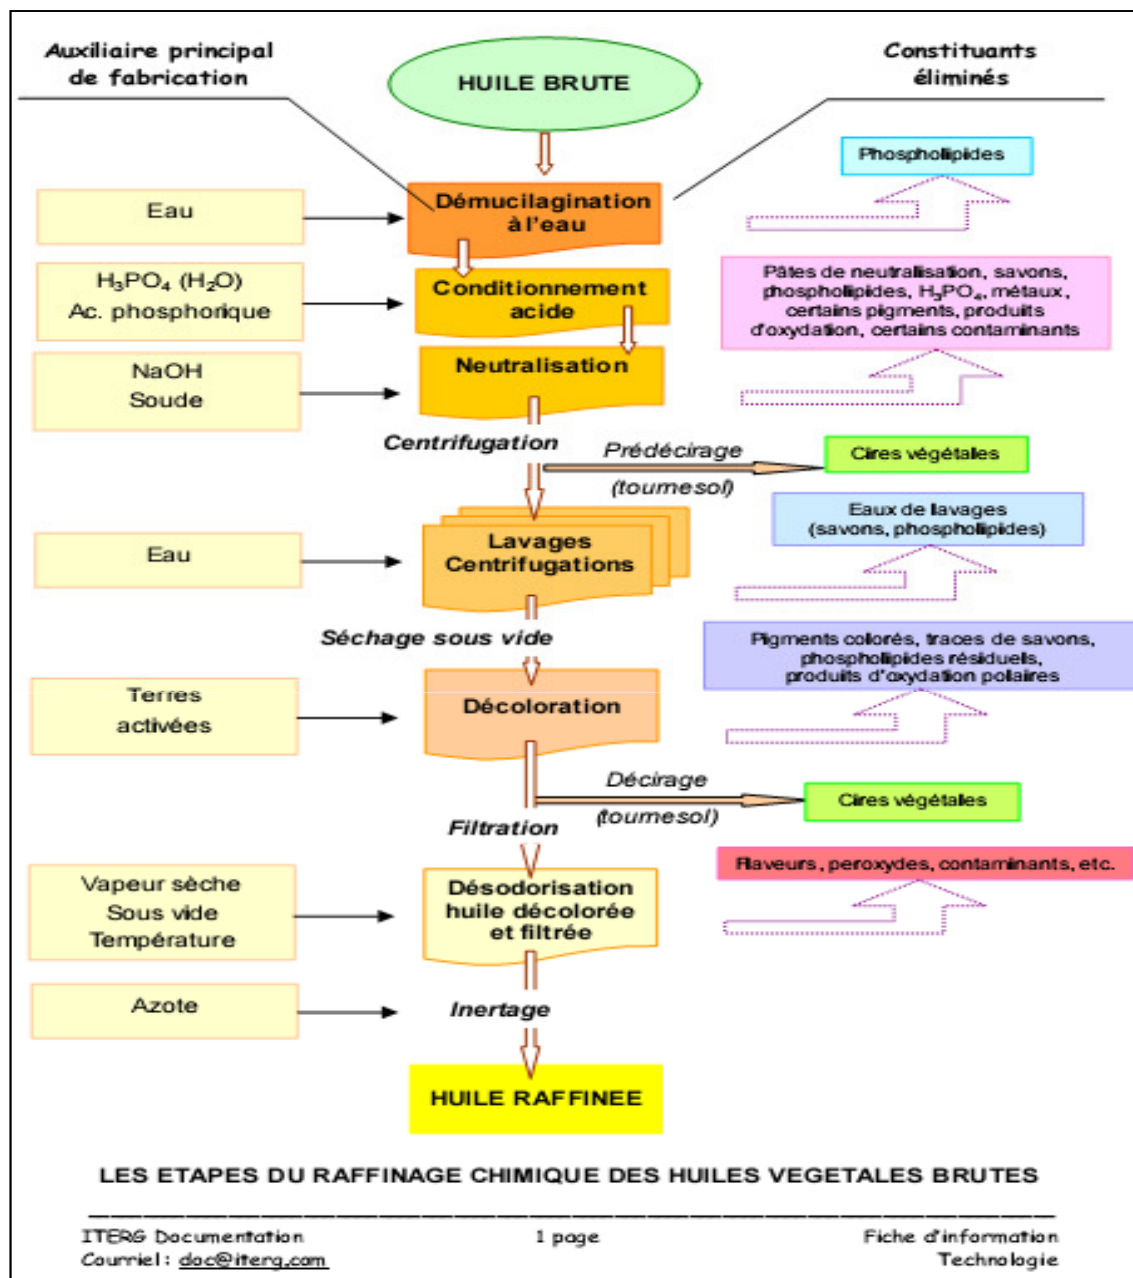 Auxiliaire principal
de fabrication
Constituants
éliminés
HUILE BRUTE
Phospholipides
Eau
Démucilagination
à l'eau
H₃PO₄ (H₂O)
Ac. phosphorique
Conditionnement
acide
Pâtes de neutralisation, savons,
phospholipides, H₃PO₄, métaux,
certains pigments, produits
d'oxydation, certains contaminants
NaOH
Soude
Neutralisation
Centrifugation
Prédécirage
(tournesol)
Cires végétales
Eau
Lavages
Centrifugations
Eaux de lavages
(savons, phospholipides)
Séchage sous vide
Pigments colorés, traces de savons,
phospholipides résiduels,
produits d'oxydation polaires
Terres
activées
Décoloration
Décirage
(tournesol)
Cires végétales
Filtration
Flaveurs, peroxydes, contaminants, etc.
Vapeur sèche
Sous vide
Température
Désodorisation
huile décolorée
et filtrée
Azote
Inertage
HUILE RAFFINEE
LES ETAPES DU RAFFINAGE CHIMIQUE DES HUILES VEGETALES BRUTES
ITERG Documentation 1 page Fiche d'information
Courriel : doc@iterg.com Technologie